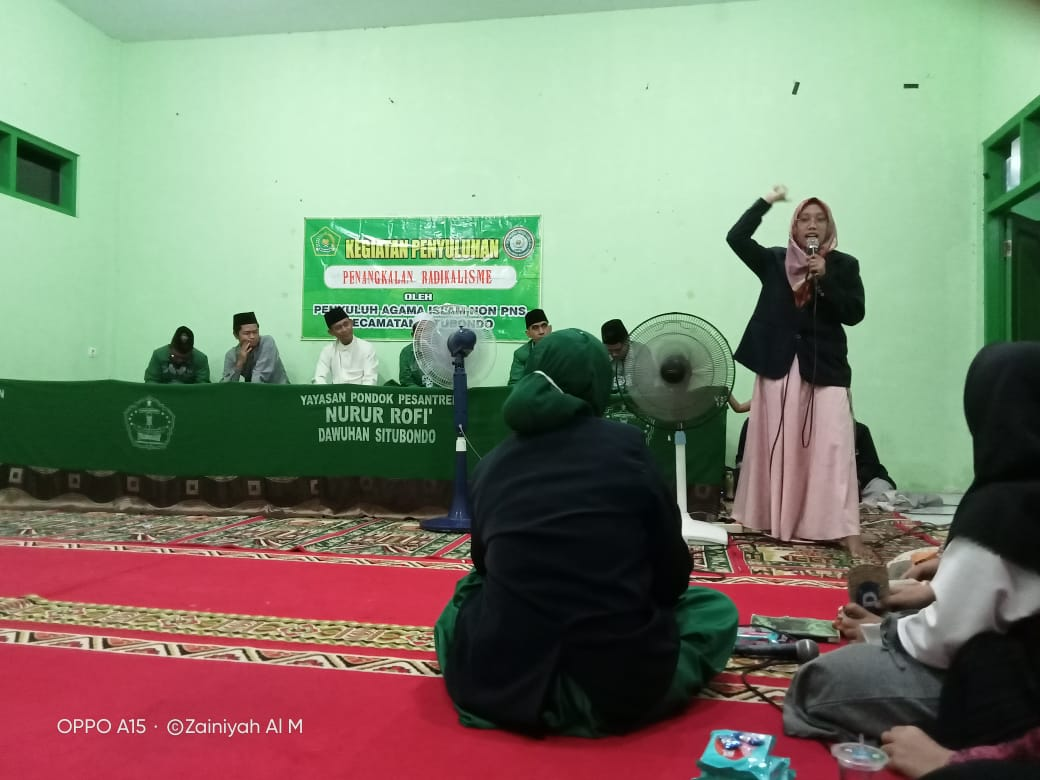 KEGIATAN PENYULUHAN
PENANGKALAN RADIKALISME
OLEH
PENYULUH AGAMA ISLAM NON PNS
YAYASAN PONDOK PESANTREN
NURUR ROFI'
DAWUHAN SITUBONDO
OPPO A15 · ©Zainiyah Al M